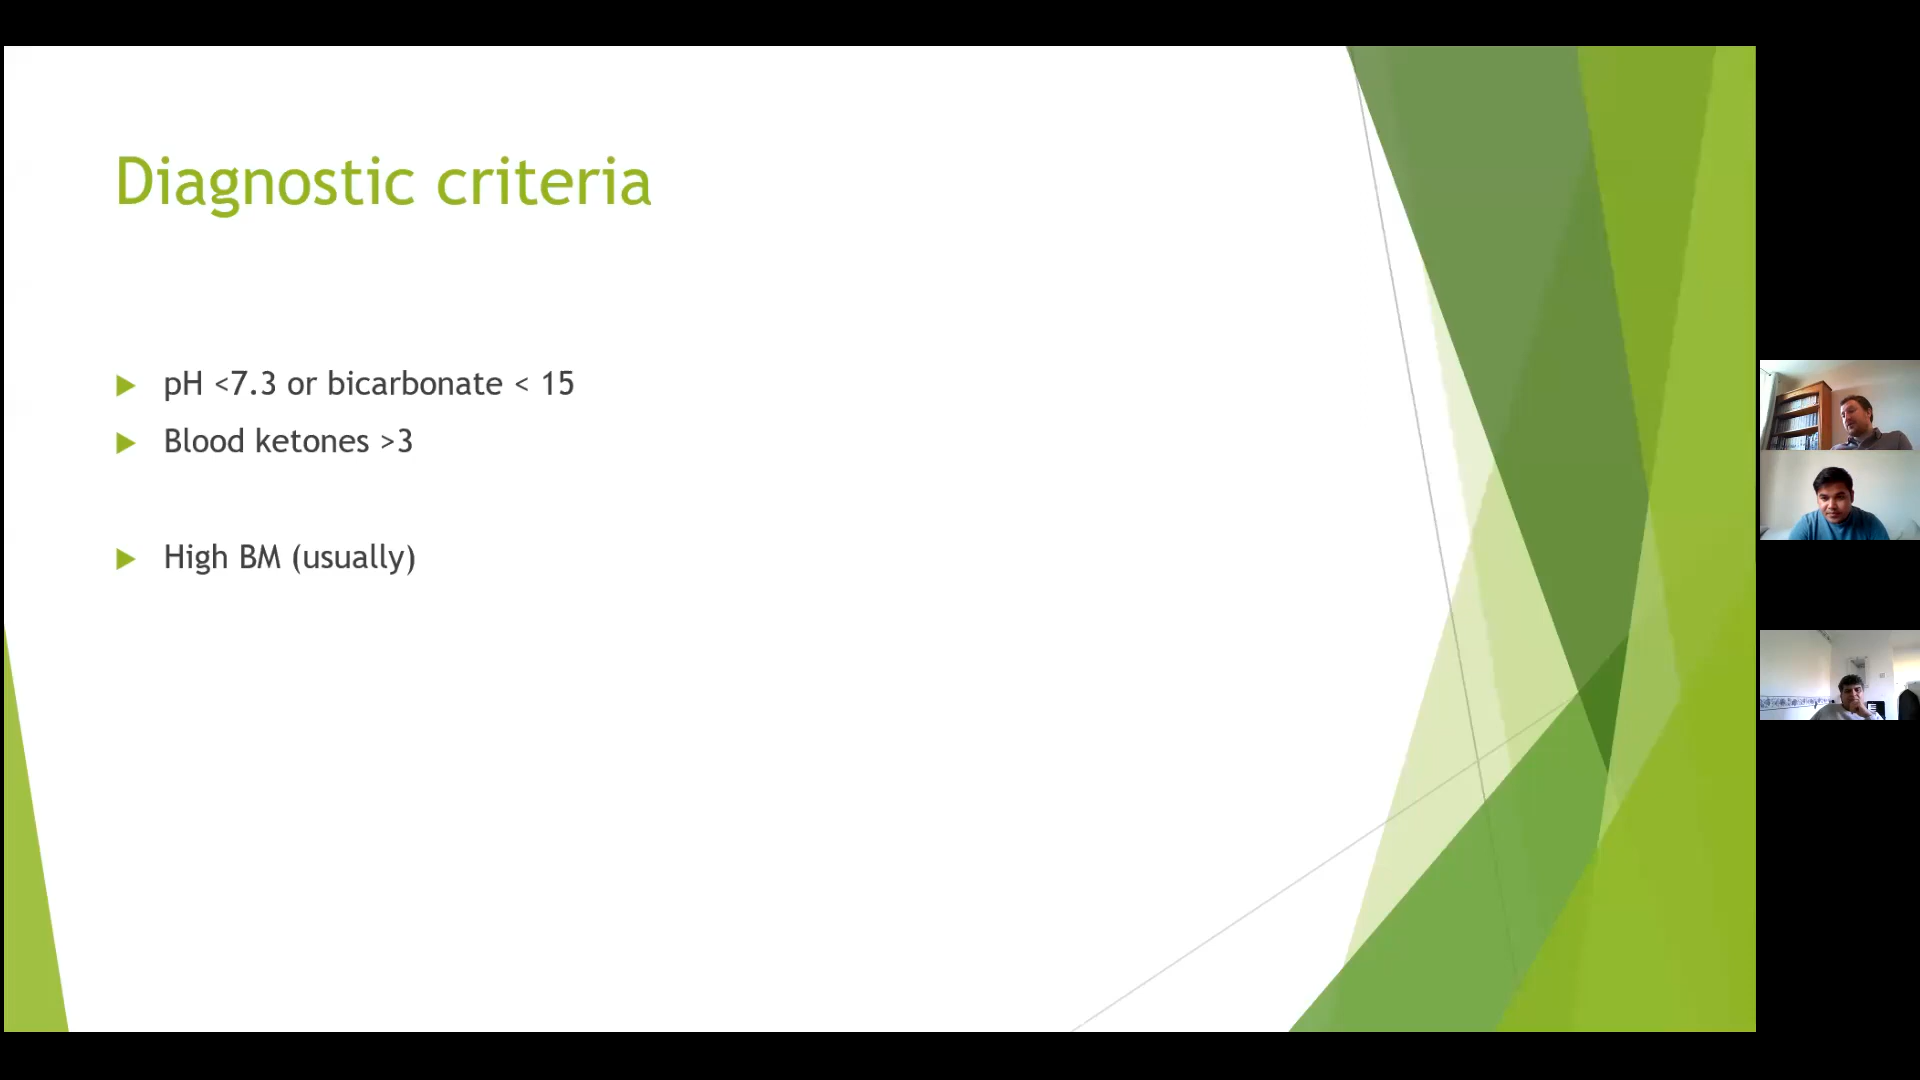 Diagnostic criteria
pH <7.3 or bicarbonate < 15
Blood ketones >3
High BM (usually)